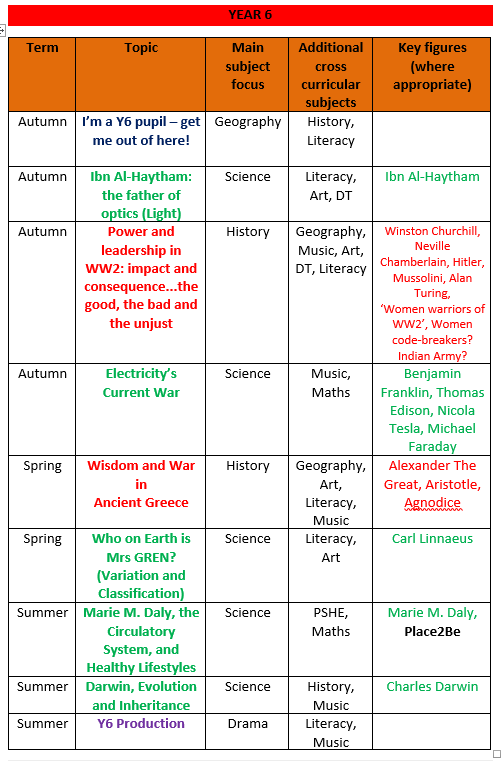 YEAR 6
Term Topic Main subject focus Additional cross curricular subjects Key figures (where appropriate)
Autumn I'm a Y6 pupil – get me out of here! Geography History, Literacy
Autumn Ibn Al-Haytham: the father of optics (Light) Science Literacy, Art, DT Ibn Al-Haytham
Autumn Power and leadership in WW2: impact and consequence...the good, the bad and the unjust History Geography, Music, Art, DT, Literacy Winston Churchill, Neville Chamberlain, Hitler, Mussolini, Alan Turing, 'Women warriors of WW2', Women code-breakers? Indian Army?
Autumn Electricity's Current War Science Music, Maths Benjamin Franklin, Thomas Edison, Nicola Tesla, Michael Faraday
Spring Wisdom and War in Ancient Greece History Geography, Art, Literacy, Music Alexander The Great, Aristotle, Agnodice
Spring Who on Earth is Mrs GREN? (Variation and Classification) Science Literacy, Art Carl Linnaeus
Summer Marie M. Daly, the Circulatory System, and Healthy Lifestyles Science PSHE, Maths Marie M. Daly, Place2Be
Summer Darwin, Evolution and Inheritance Science History, Music Charles Darwin
Summer Y6 Production Drama Literacy, Music